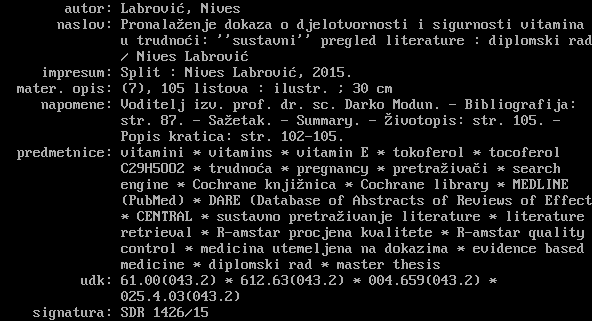 autor: Labrović, Nives
naslov: Pronalaženje dokaza o djelotvornosti i sigurnosti vitamina
u trudnoći: ''sustavni'' pregled literature : diplomski rad
/ Nives Labrović
impresum: Split : Nives Labrović, 2015.
mater. opis: (7), 105 listova : ilustr. ; 30 cm
napomene: Voditelj izv. prof. dr. sc. Darko Modun. - Bibliografija:
str. 87. - Sažetak. - Summary. - Životopis: str. 105. -
Popis kratica: str. 102-105.
predmetnice: vitamini * vitamins * vitamin E * tokoferol * tocoferol
C29H5OO2 * trudnoća * pregnancy * pretraživači * search
engine * Cochrane knjižnica * Cochrane library * MEDLINE
(PubMed) * DARE (Database of Abstracts of Reviews of Effect
* CENTRAL * sustavno pretraživanje literature * literature
retrieval * R-amstar procjena kvalitete * R-amstar quality
control * medicina utemeljena na dokazima * evidence based
medicine * diplomski rad * master thesis
udk: 61.00(043.2) * 612.63(043.2) * 004.659(043.2) *
025.4.03(043.2)
signatura: SDR 1426/15